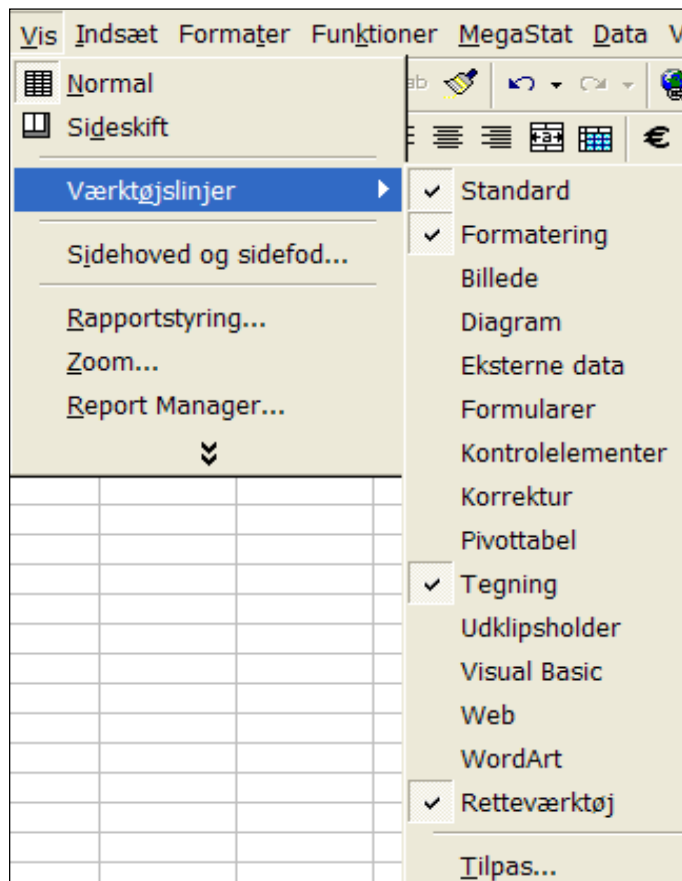 Vis Indsæt Formater Funktioner MegaStat Data V
Normal
Sideskift
Værktøjslinjer
Sidehoved og sidefod...
Rapportstyring...
Zoom...
Report Manager...
ab
a
€
Standard
Formatering
Billede
Diagram
Eksterne data
Formularer
Kontrolelementer
Korrektur
Pivottabel
Tegning
Udklipsholder
Visual Basic
Web
WordArt
Retteværktøj
Tilpas...